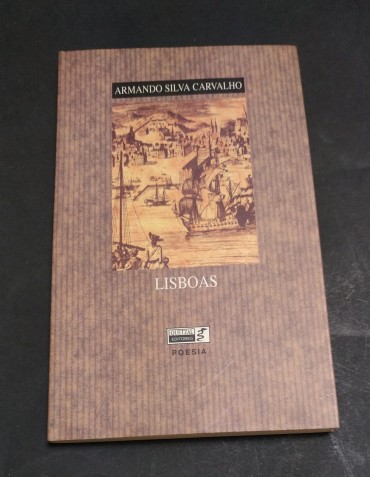 ARMANDO SILVA CARVALHO
LISBOAS
QUETZAL
EDITORES
POESIA